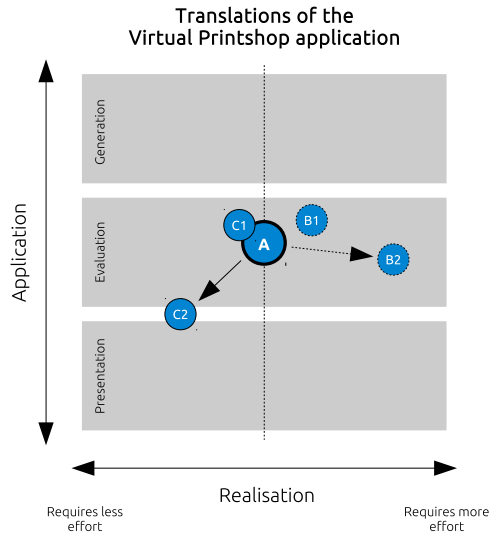 Translations of the
Virtual Printshop application
Application
Generation
Evaluation
Presentation
C1
A
B1
B2
C2
Realisation
Requires less
effort
Requires more
effort